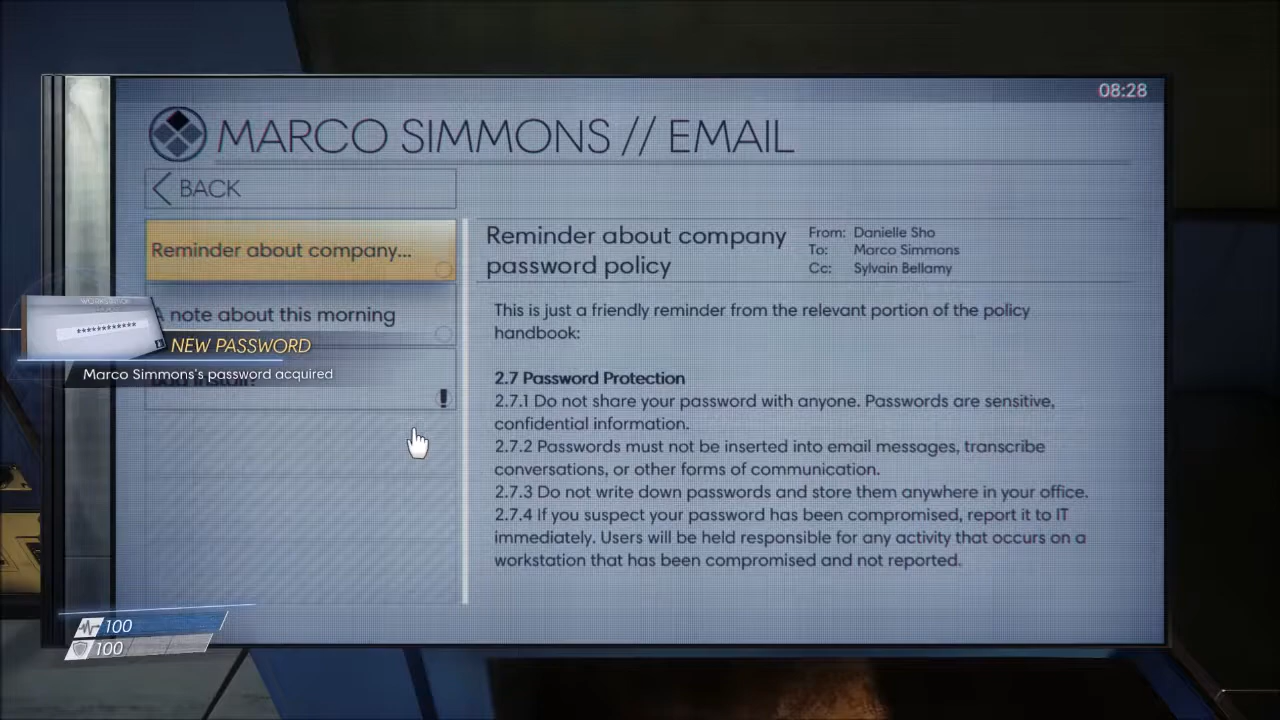 08:28
MARCO SIMMONS // EMAIL
BACK
Reminder about company...
A note about this morning
Reminder about company
password policy
From: Danielle Sho
To: Marco Simmons
Cc: Sylvain Bellamy
This is just a friendly reminder from the relevant portion of the policy
handbook:
2.7 Password Protection
2.7.1 Do not share your password with anyone. Passwords are sensitive,
confidential information.
2.7.2 Passwords must not be inserted into email messages, transcribe
conversations, or other forms of communication.
2.7.3 Do not write down passwords and store them anywhere in your office.
2.7.4 If you suspect your password has been compromised, report it to IT
immediately. Users will be held responsible for any activity that occurs on a
workstation that has been compromised and not reported.
************
NEW PASSWORD
Marco Simmons's password acquired
100
100